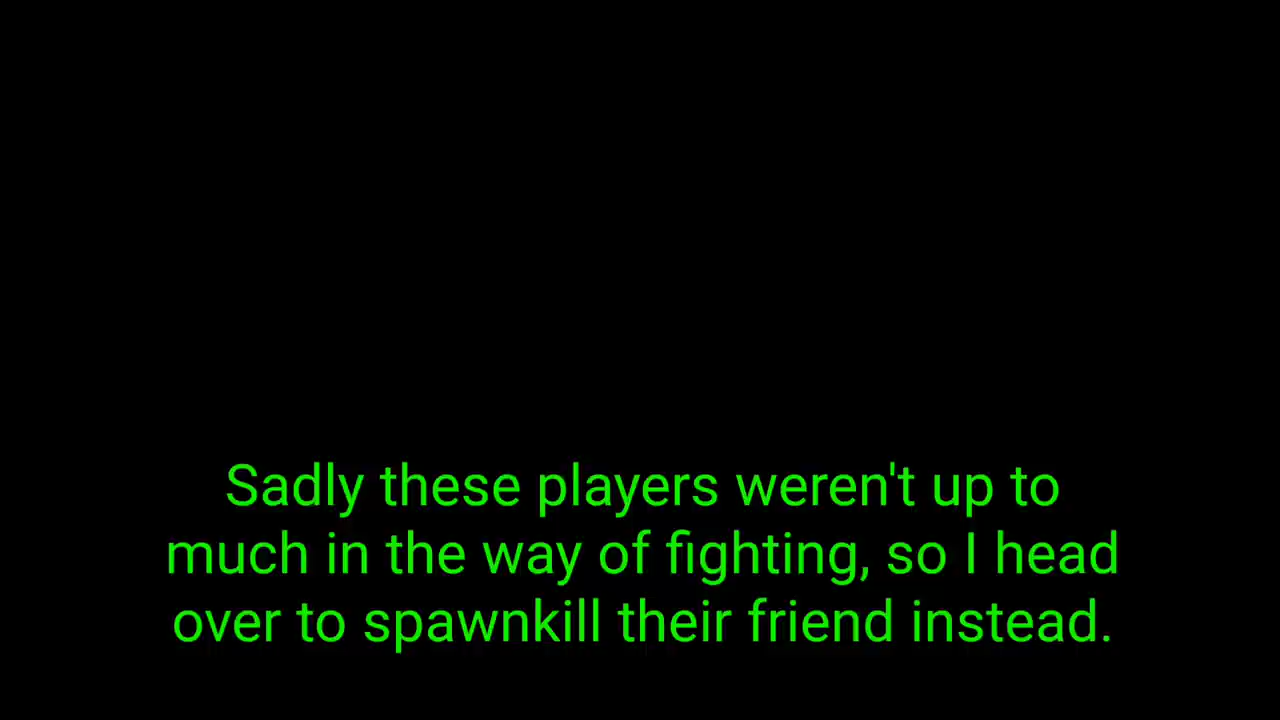 Sadly these players weren't up to
much in the way of fighting, so I head
over to spawnkill their friend instead.